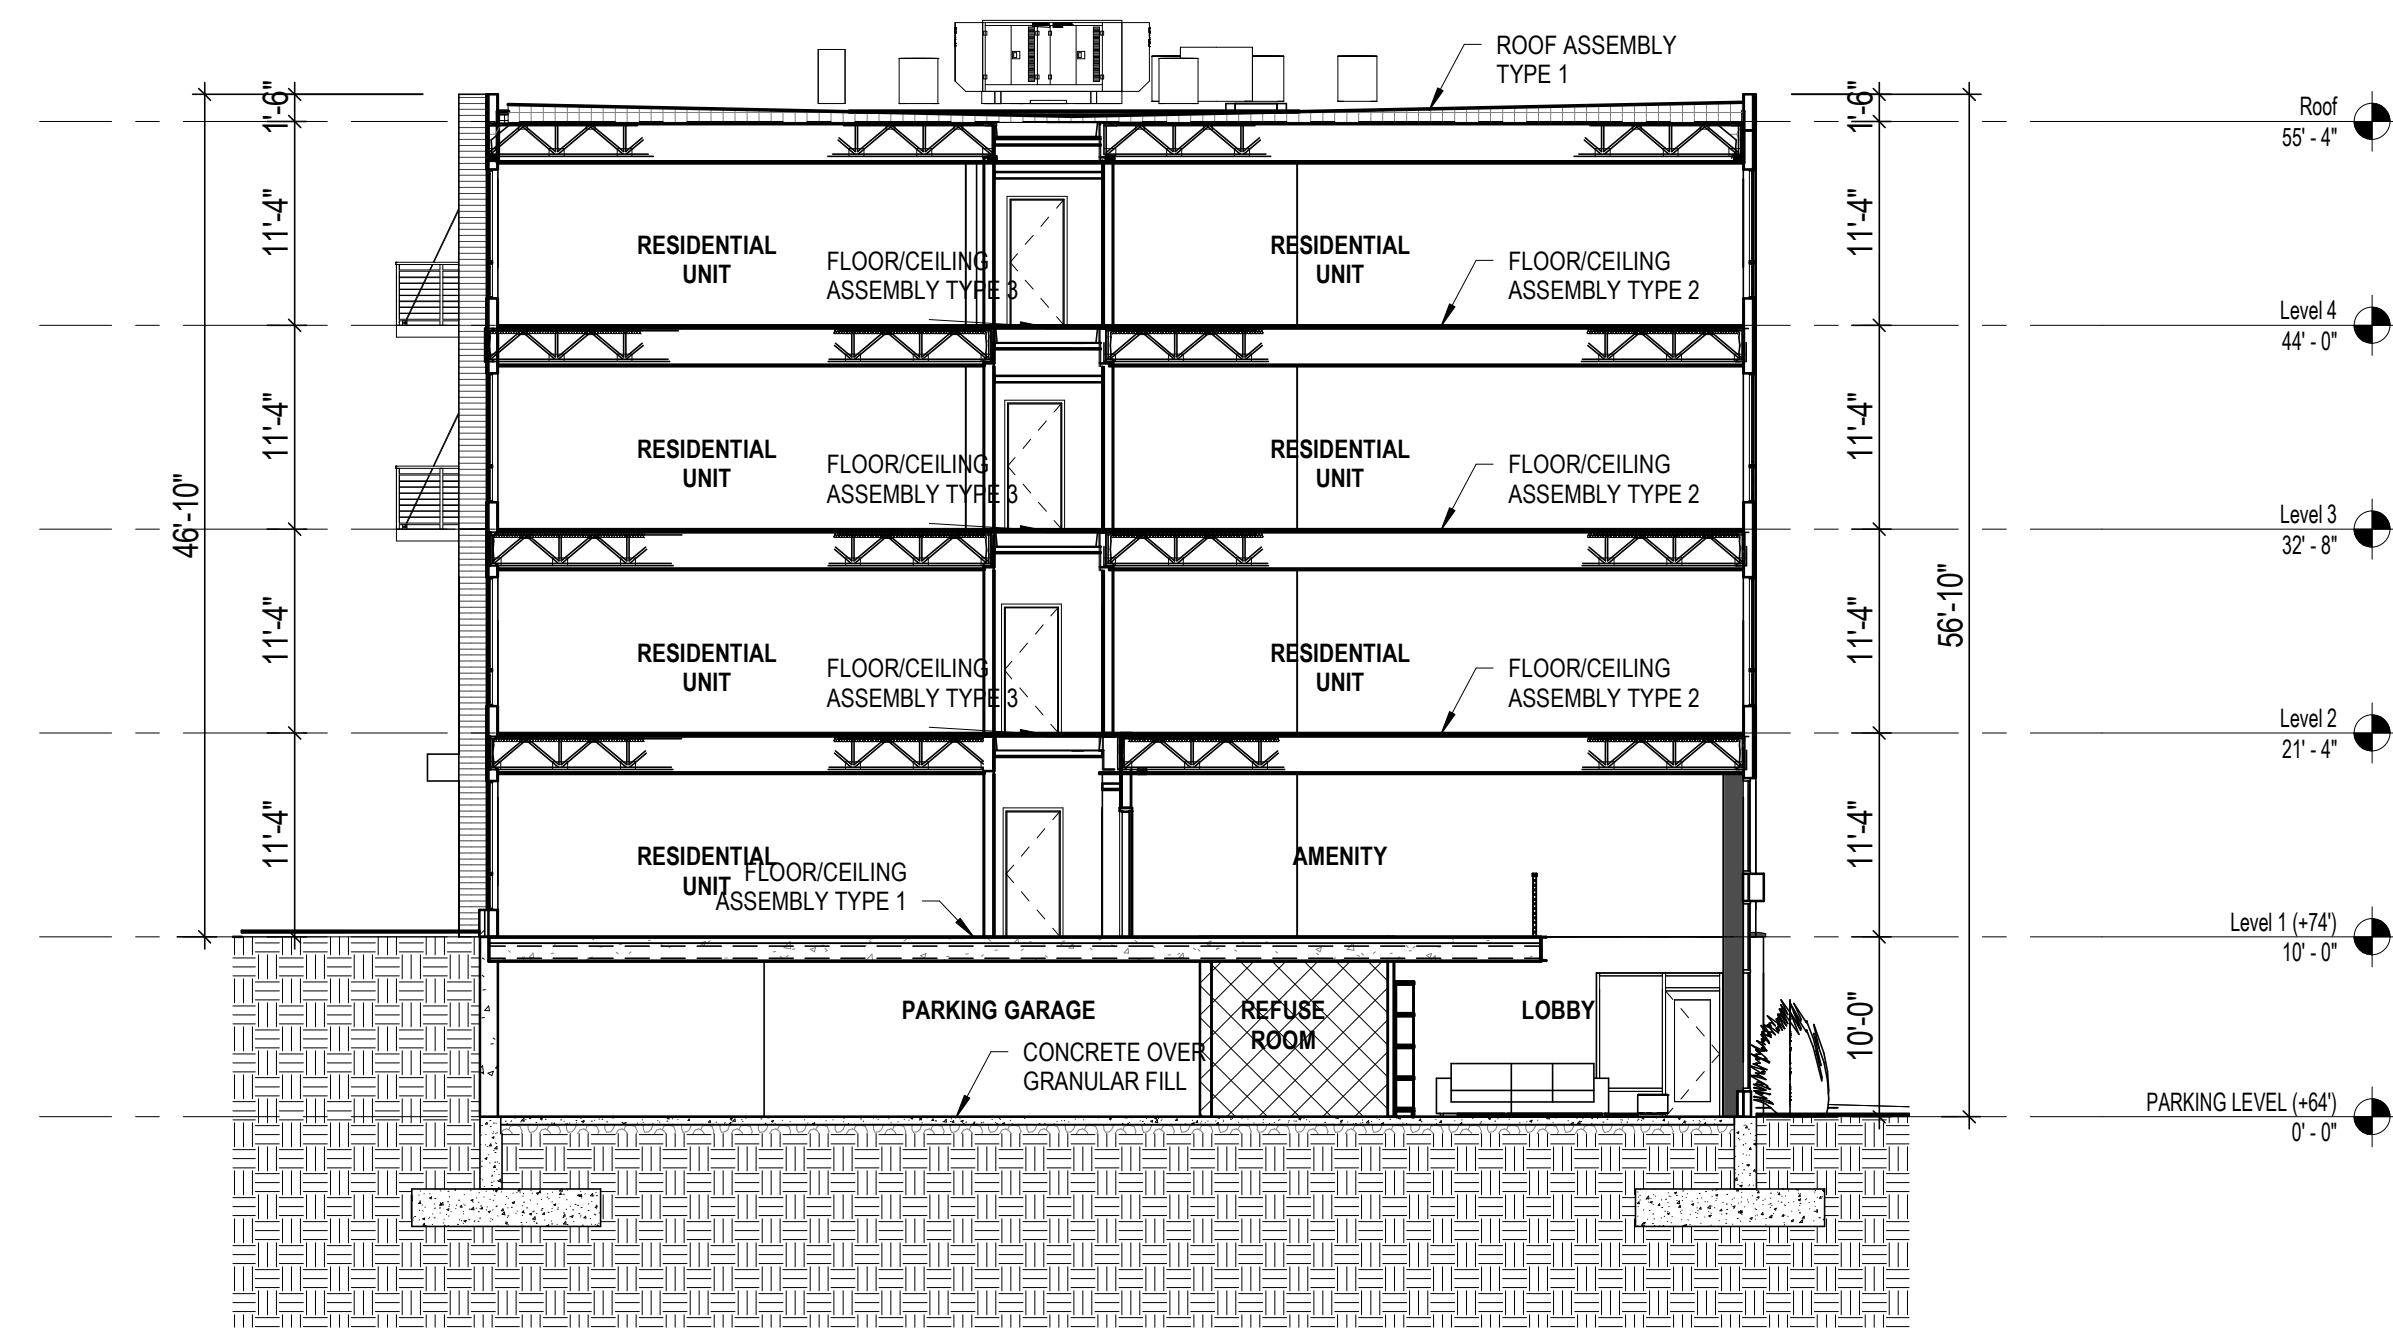 ROOF ASSEMBLY
TYPE 1
1'-6"
1'-6"
Roof
55' - 4"
11'-4"
RESIDENTIAL
UNIT
FLOOR/CEILING
ASSEMBLY TYPE 3
RESIDENTIAL
UNIT
FLOOR/CEILING
ASSEMBLY TYPE 2
11'-4"
Level 4
44' - 0"
11'-4"
RESIDENTIAL
UNIT
FLOOR/CEILING
ASSEMBLY TYPE 3
RESIDENTIAL
UNIT
FLOOR/CEILING
ASSEMBLY TYPE 2
11'-4"
46'-10"
Level 3
32' - 8"
56'-10"
11'-4"
RESIDENTIAL
UNIT
FLOOR/CEILING
ASSEMBLY TYPE 3
RESIDENTIAL
UNIT
FLOOR/CEILING
ASSEMBLY TYPE 2
11'-4"
Level 2
21' - 4"
11'-4"
RESIDENTIAL
UNIT
FLOOR/CEILING
ASSEMBLY TYPE 1
AMENITY
11'-4"
Level 1 (+74')
10' - 0"
PARKING GARAGE
REFUSE
ROOM
LOBBY
10'-0"
CONCRETE OVER
GRANULAR FILL
PARKING LEVEL (+64')
0' - 0"